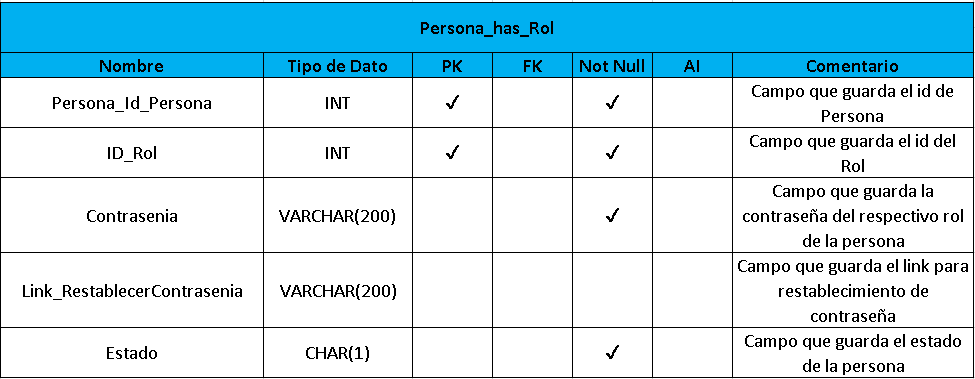 Persona_has_Rol
Nombre Tipo de Dato PK FK Not Null AI Comentario
Persona_Id_Persona INT ✓ ✓ Campo que guarda el id de
Persona
ID_Rol INT ✓ ✓ Campo que guarda el id del
Rol
Campo que guarda la
Contrasenia VARCHAR(200) ✓ contraseña del respectivo rol
de la persona
Campo que guarda el link para
Link_RestablecerContrasenia VARCHAR(200) restablecimiento de
contraseña
Estado CHAR(1) ✓ Campo que guarda el estado
de la persona